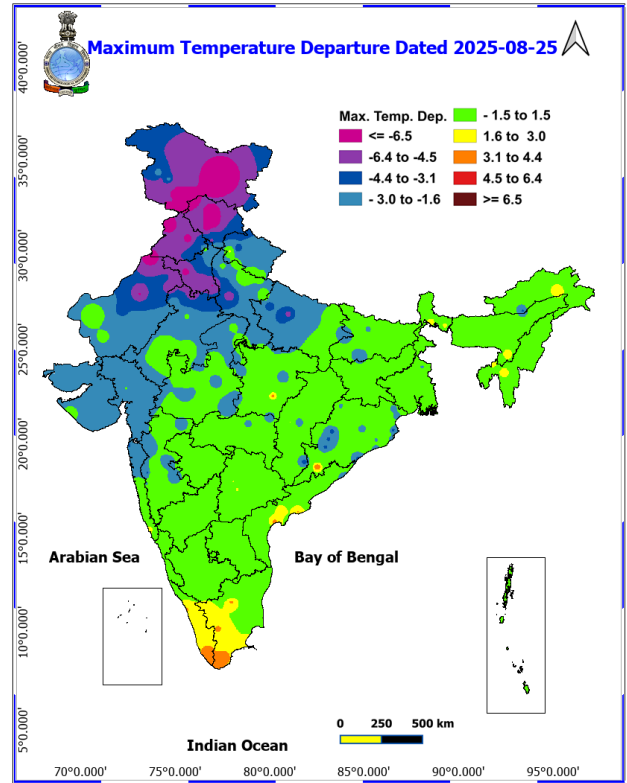 Maximum Temperature Departure Dated 2025-08-25
Max. Temp. Dep.
<= -6.5
-6.4 to -4.5
-4.4 to -3.1
- 3.0 to -1.6
- 1.5 to 1.5
1.6 to 3.0
3.1 to 4.4
4.5 to 6.4
>= 6.5
40°0.000'
35°0.000'
30°0.000'
25°0.000'
20°0.000'
15°0.000'
10°0.000'
5°0.000'
Arabian Sea
Bay of Bengal
0 250 500 km
Indian Ocean
70°0.000' 75°0.000' 80°0.000' 85°0.000' 90°0.000' 95°0.000'